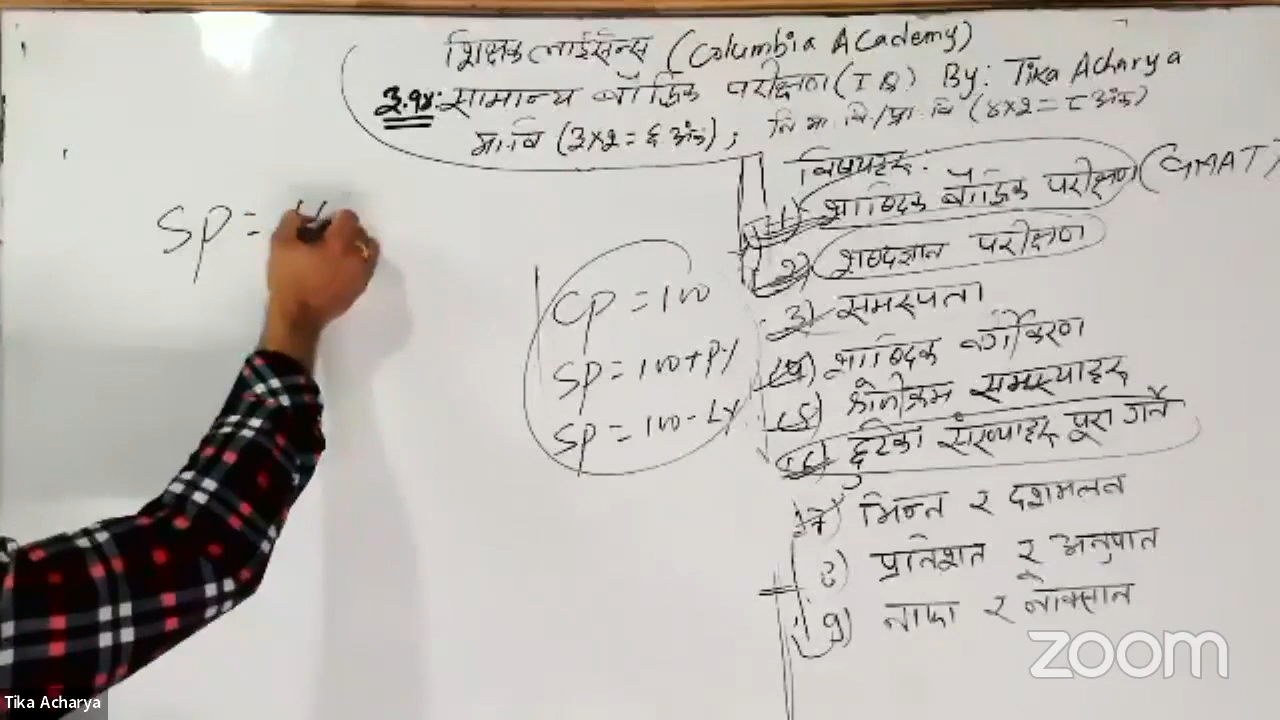 शिक्षक लाईसेन्स (Columbia Academy)
३.१४: सामान्य बौद्धिक परीक्षण (IQ) By: Tika Acharya
मा.वि (३×२=६ अंक), नि मा.वि/प्रा.वि (४×२=८ अंक)
विषयहरु.
१) शाब्दिक बौद्धिक परीक्षण (GMAT)
२) शब्दज्ञान परीक्षण
३) समरुपता
४) शाब्दिक वर्गीकरण
५) कोणीक्रम समस्याहरु
६) छुटेका संख्याहरु पूरा गर्ने
७) भिन्न र दशमलव
८) प्रतिशत र अनुपात
९) नाफा र नोक्सान
SP =
CP = 100
SP = 100+P%
SP = 100-L%
zoom
Tika Acharya